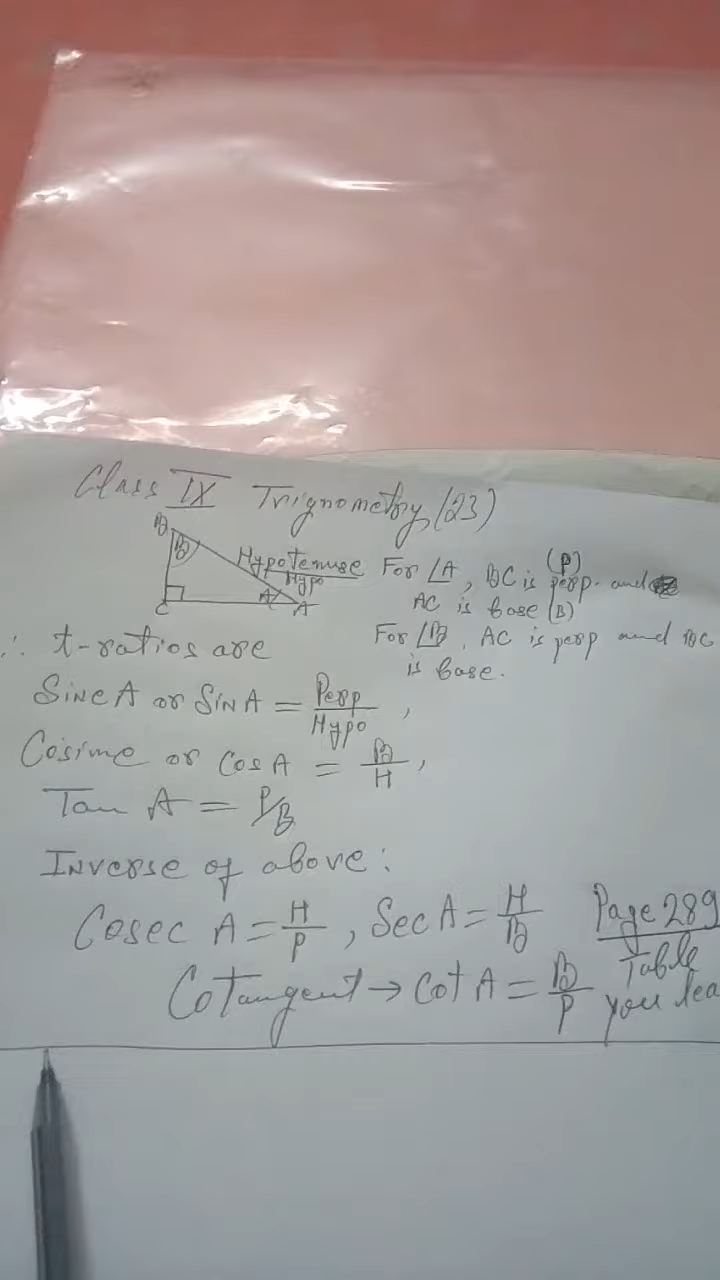 Class IX Trignometry (23)
B
B
Hypotenuse
Hypo
A
C
A
For ∠A, BC is perp. and
(P)
AC is base (B)
For ∠B, AC is perp and BC
is base.
∴ t-ratios are
Sine A or Sin A = Perp/Hypo ,
Cosine or Cos A = B/H ,
Tan A = P/B
Inverse of above:
Cosec A = H/P , Sec A = H/B
Cotangent → Cot A = B/P
Page 289
Table
you lea